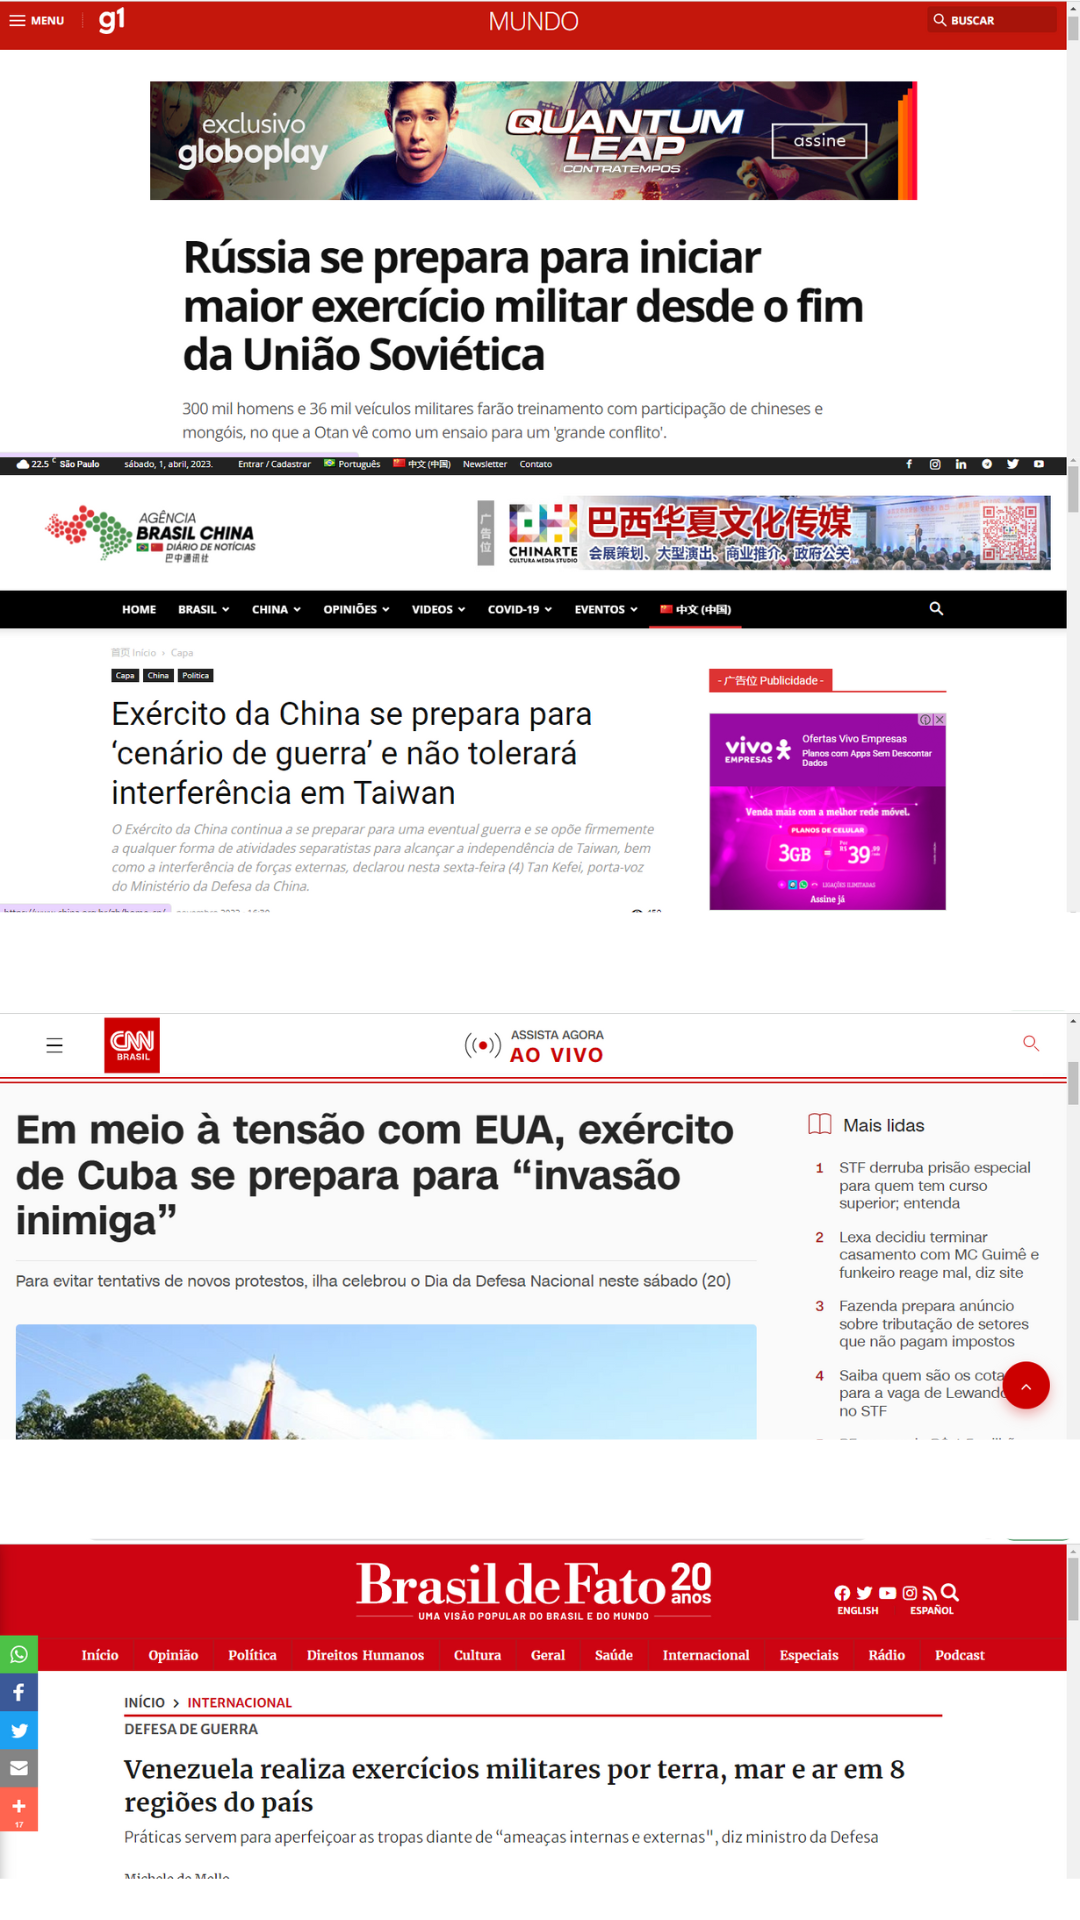 MENU
g1
MUNDO
BUSCAR
exclusivo
globoplay
QUANTUM
LEAP
CONTRATEMPOS
assine
Rússia se prepara para iniciar
maior exercício militar desde o fim
da União Soviética
300 mil homens e 36 mil veículos militares farão treinamento com participação de chineses e
mongóis, no que a Otan vê como um ensaio para um 'grande conflito'.
22.5 C São Paulo sábado, 1, abril, 2023. Entrar / Cadastrar Português 中文 (中国) Newsletter Contato
AGÊNCIA
BRASIL CHINA
DIÁRIO DE NOTÍCIAS
巴中通讯社
广告位
CHINARTE
CULTURA MEDIA STUDIO
巴西华夏文化传媒
会展策划、大型演出、商业推介、政府公关
HOME BRASIL CHINA OPINIÕES VIDEOS COVID-19 EVENTOS 中文 (中国)
首页 Início › Capa
Capa China Política
Exército da China se prepara para
‘cenário de guerra’ e não tolerará
interferência em Taiwan
O Exército da China continua a se preparar para uma eventual guerra e se opõe firmemente
a qualquer forma de atividades separatistas para alcançar a independência de Taiwan, bem
como a interferência de forças externas, declarou nesta sexta-feira (4) Tan Kefei, porta-voz
do Ministério da Defesa da China.
- 广告位 Publicidade -
vivo
EMPRESAS
Ofertas Vivo Empresas
Planos com Apps Sem Descontar
Dados
Venda mais com a melhor rede móvel.
PLANOS DE CELULAR
3GB = Por R$ 39,99
LIGAÇÕES ILIMITADAS
Assine já
CNN
BRASIL
ASSISTA AGORA
AO VIVO
Em meio à tensão com EUA, exército
de Cuba se prepara para “invasão
inimiga”
Para evitar tentativs de novos protestos, ilha celebrou o Dia da Defesa Nacional neste sábado (20)
Mais lidas
1 STF derruba prisão especial
para quem tem curso
superior; entenda
2 Lexa decidiu terminar
casamento com MC Guimê e
funkeiro reage mal, diz site
3 Fazenda prepara anúncio
sobre tributação de setores
que não pagam impostos
4 Saiba quem são os cota
para a vaga de Lewando
no STF
Brasil de Fato 20
anos
UMA VISÃO POPULAR DO BRASIL E DO MUNDO
ENGLISH ESPAÑOL
Início Opinião Política Direitos Humanos Cultura Geral Saúde Internacional Especiais Rádio Podcast
INÍCIO > INTERNACIONAL
DEFESA DE GUERRA
Venezuela realiza exercícios militares por terra, mar e ar em 8
regiões do país
Práticas servem para aperfeiçoar as tropas diante de “ameaças internas e externas", diz ministro da Defesa
17
Michele de Mello